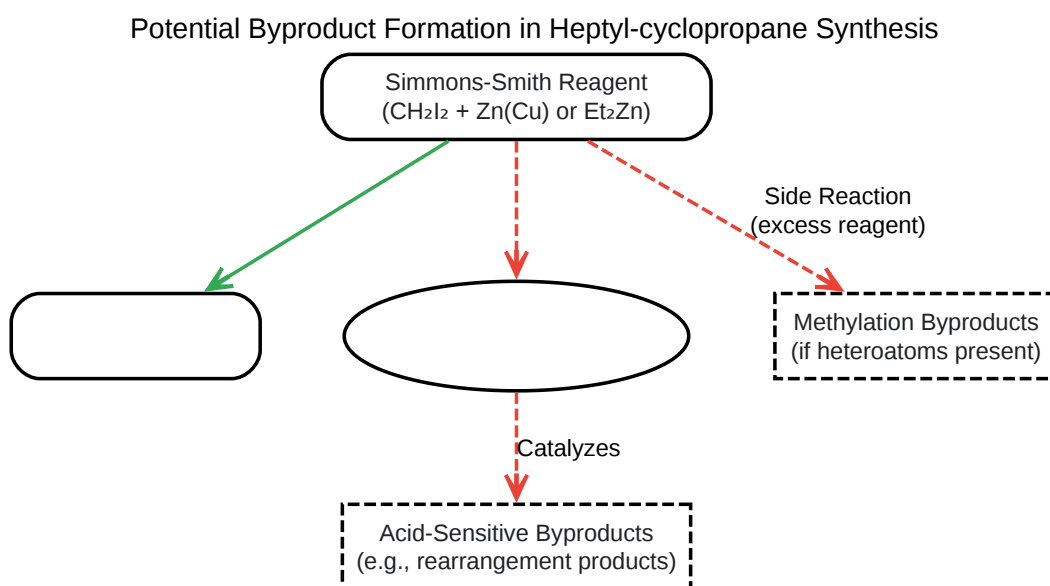 Potential Byproduct Formation in Heptyl-cyclopropane Synthesis
Simmons-Smith Reagent
(CH₂I₂ + Zn(Cu) or Et₂Zn)
Side Reaction
(excess reagent)
Methylation Byproducts
(if heteroatoms present)
Catalyzes
Acid-Sensitive Byproducts
(e.g., rearrangement products)